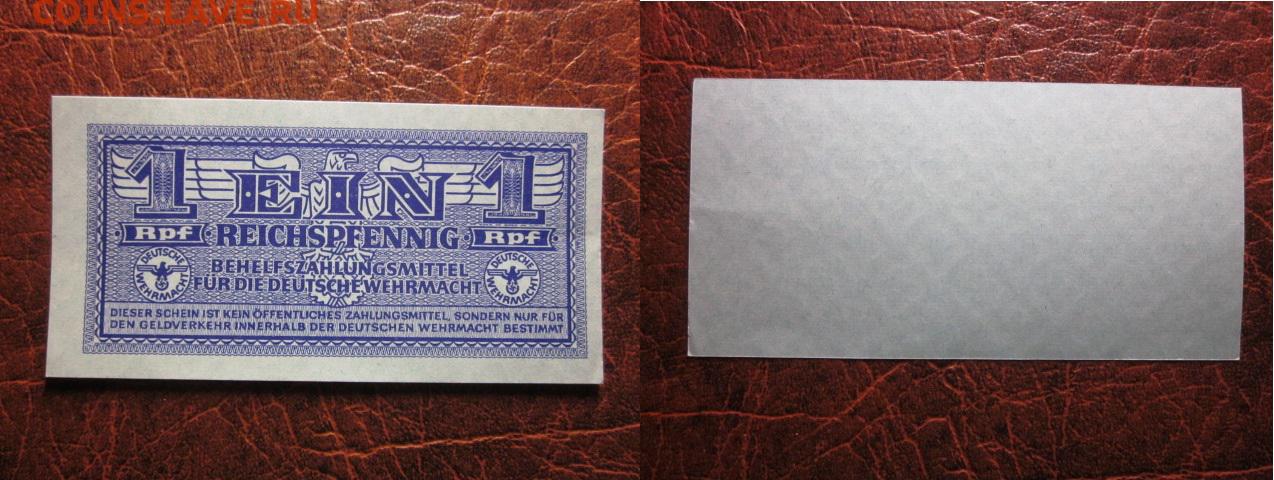 COINS.LAVE.RU
1 EIN 1
Rpf REICHSPFENNIG Rpf
BEHELFSZAHLUNGSMITTEL
FÜR DIE DEUTSCHE WEHRMACHT
DEUTSCHE WEHRMACHT
DEUTSCHE WEHRMACHT
DIESER SCHEIN IST KEIN ÖFFENTLICHES ZAHLUNGSMITTEL, SONDERN NUR FÜR
DEN GELDVERKEHR INNERHALB DER DEUTSCHEN WEHRMACHT BESTIMMT